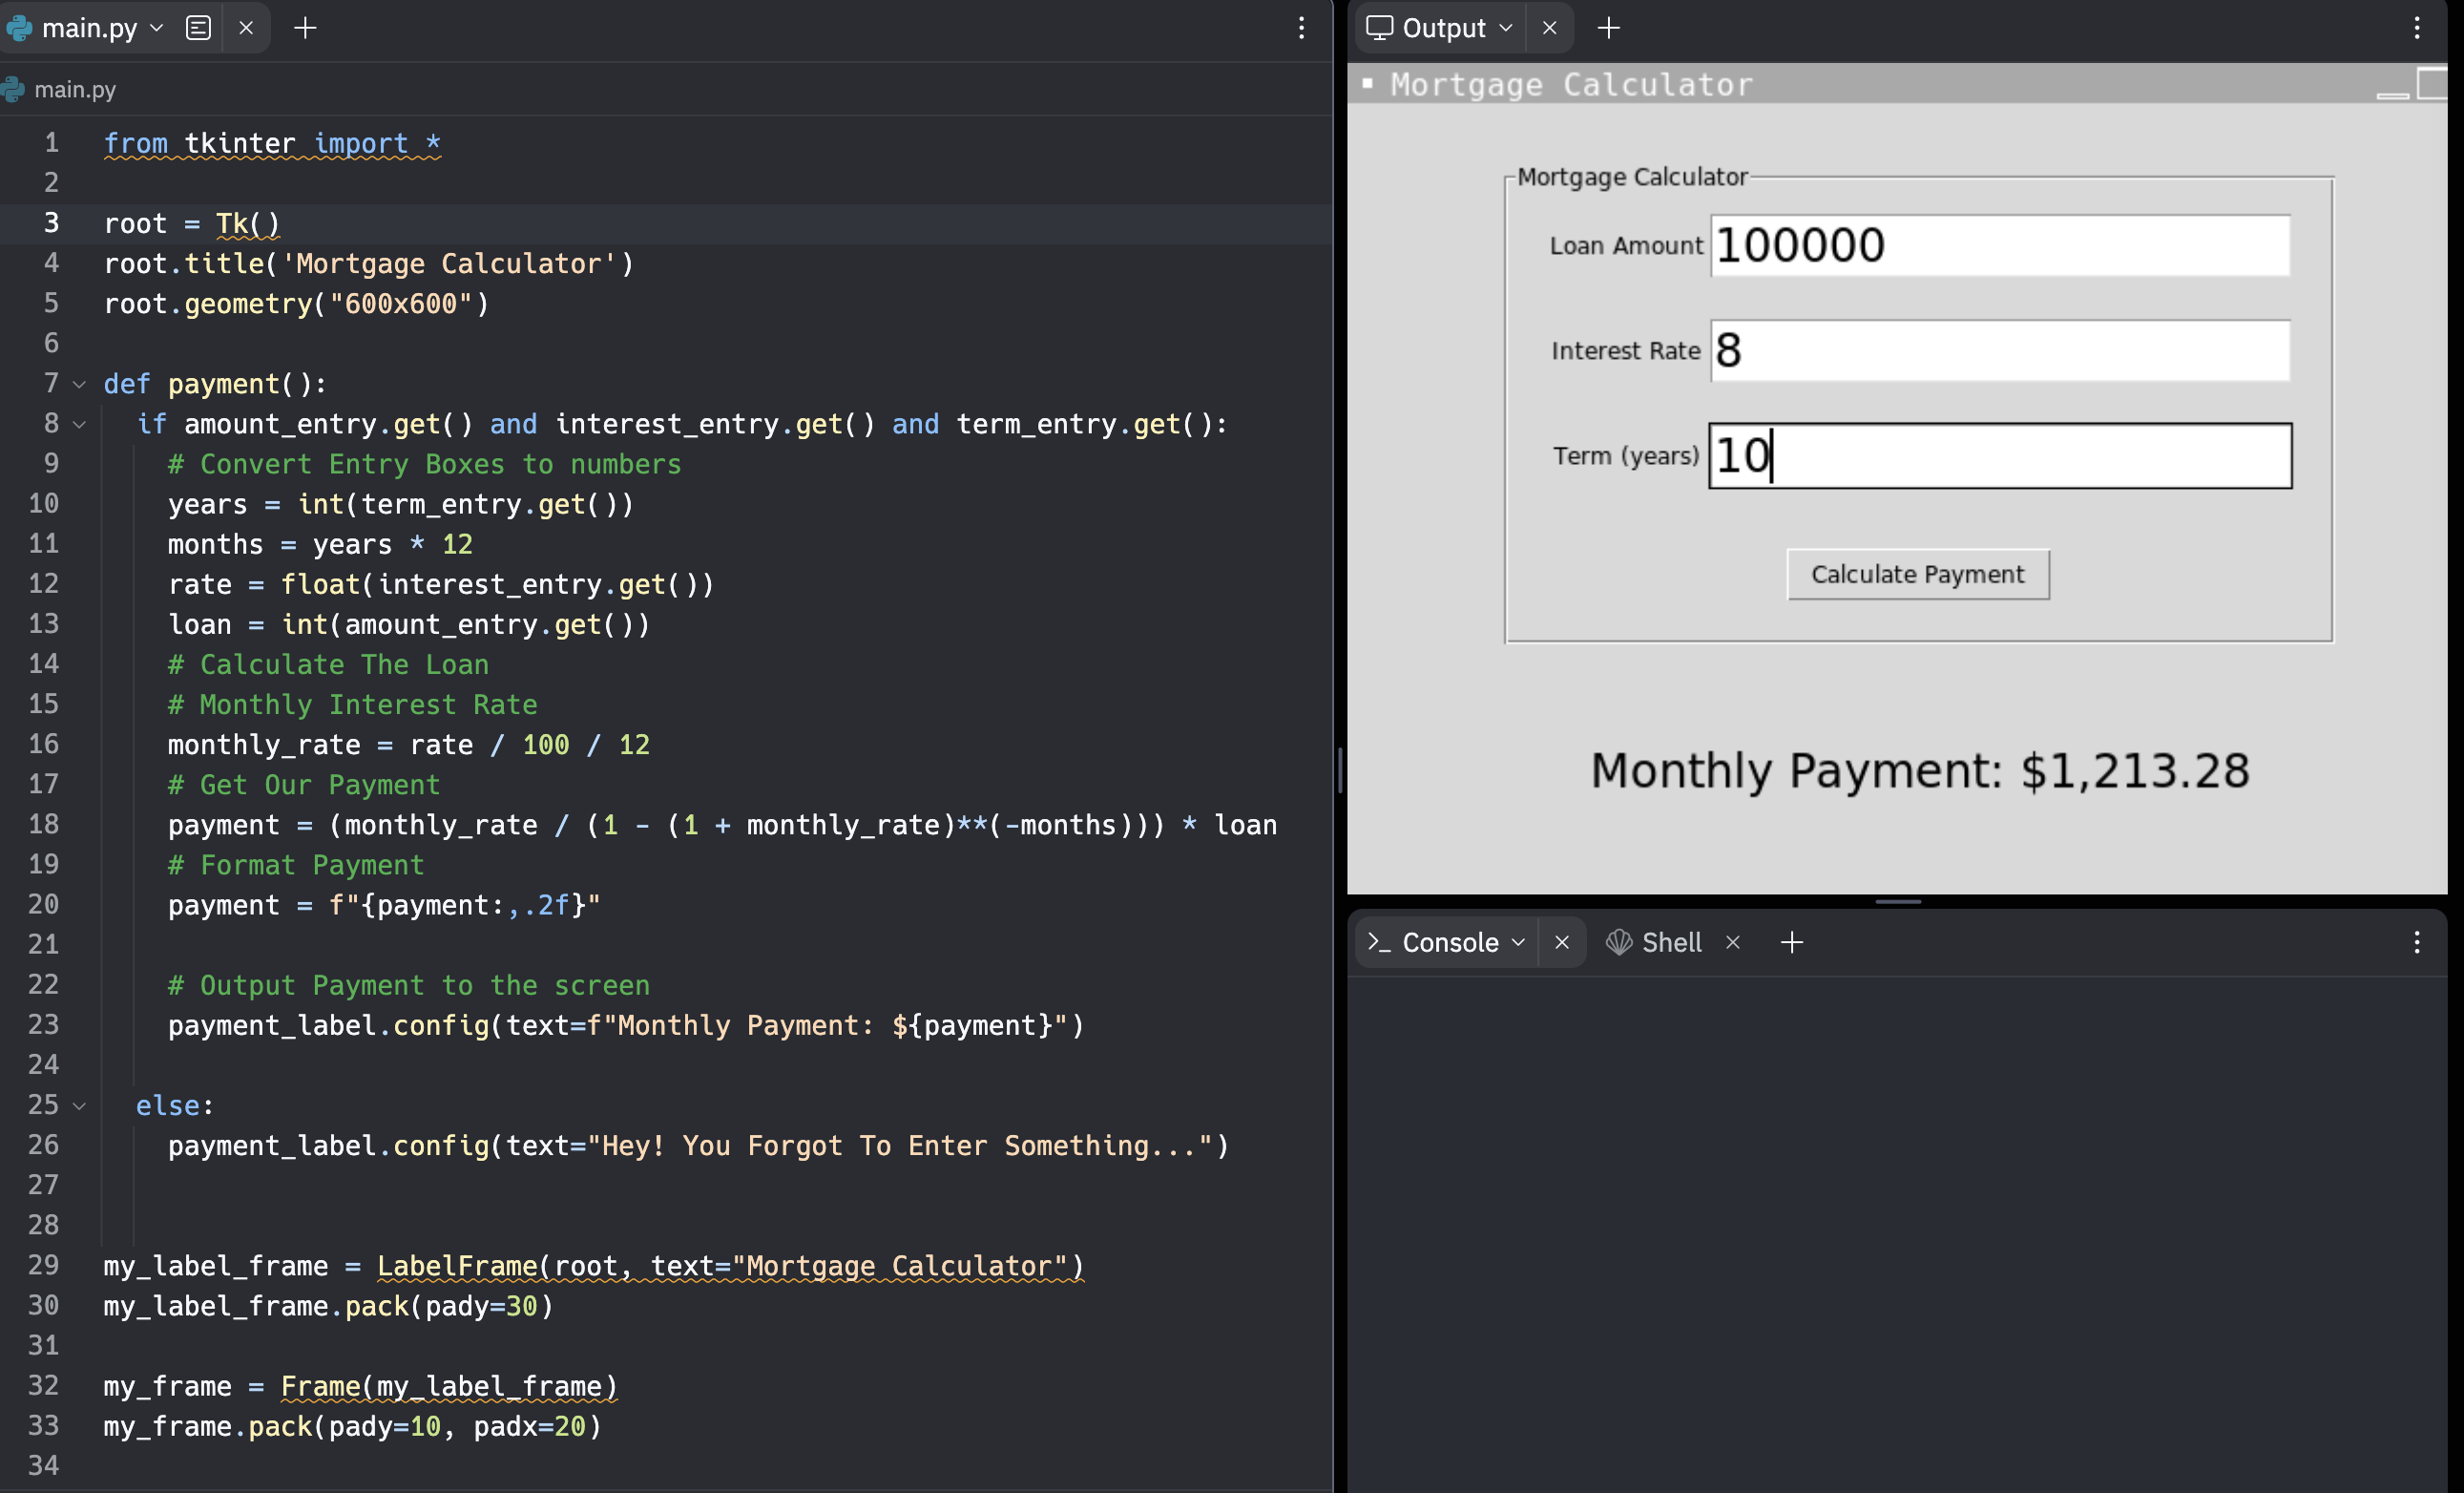 main.py
main.py
1 from tkinter import *
2
3 root = Tk()
4 root.title('Mortgage Calculator')
5 root.geometry("600x600")
6
7 def payment():
8   if amount_entry.get() and interest_entry.get() and term_entry.get():
9     # Convert Entry Boxes to numbers
10     years = int(term_entry.get())
11     months = years * 12
12     rate = float(interest_entry.get())
13     loan = int(amount_entry.get())
14     # Calculate The Loan
15     # Monthly Interest Rate
16     monthly_rate = rate / 100 / 12
17     # Get Our Payment
18     payment = (monthly_rate / (1 - (1 + monthly_rate)**(-months))) * loan
19     # Format Payment
20     payment = f"{payment:,.2f}"
21
22     # Output Payment to the screen
23     payment_label.config(text=f"Monthly Payment: ${payment}")
24
25   else:
26     payment_label.config(text="Hey! You Forgot To Enter Something...")
27
28
29 my_label_frame = LabelFrame(root, text="Mortgage Calculator")
30 my_label_frame.pack(pady=30)
31
32 my_frame = Frame(my_label_frame)
33 my_frame.pack(pady=10, padx=20)
34
Output
Mortgage Calculator
Mortgage Calculator
Loan Amount 100000
Interest Rate 8
Term (years) 10
Calculate Payment
Monthly Payment: $1,213.28
Console Shell